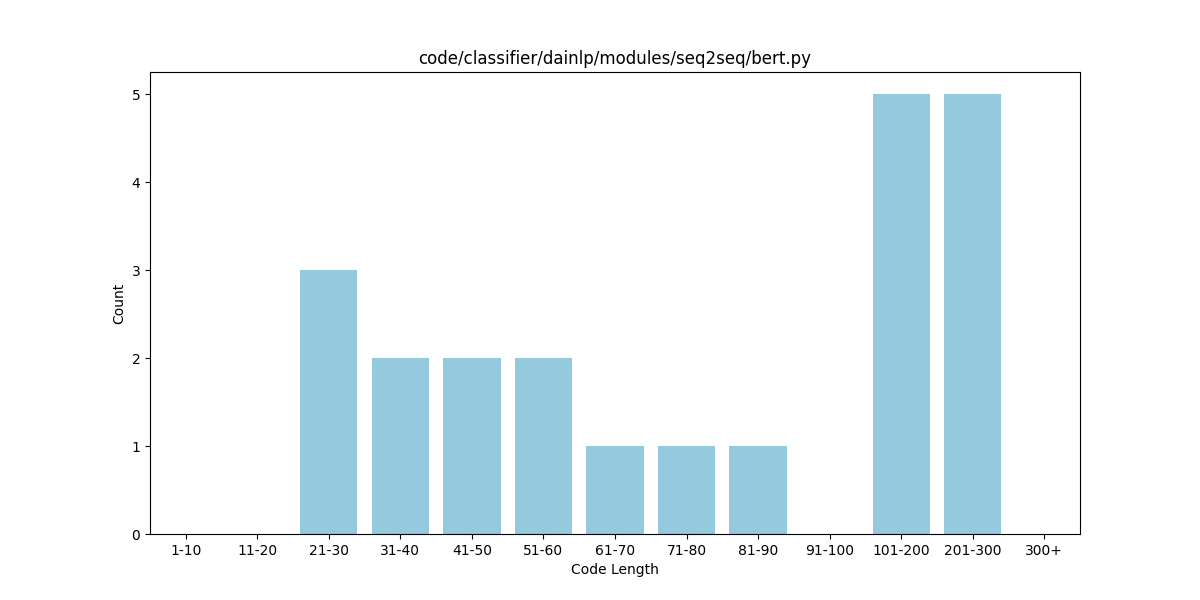 code/classifier/dainlp/modules/seq2seq/bert.py
5
4
3
2
1
0
Count
1-10 11-20 21-30 31-40 41-50 51-60 61-70 71-80 81-90 91-100 101-200 201-300 300+
Code Length